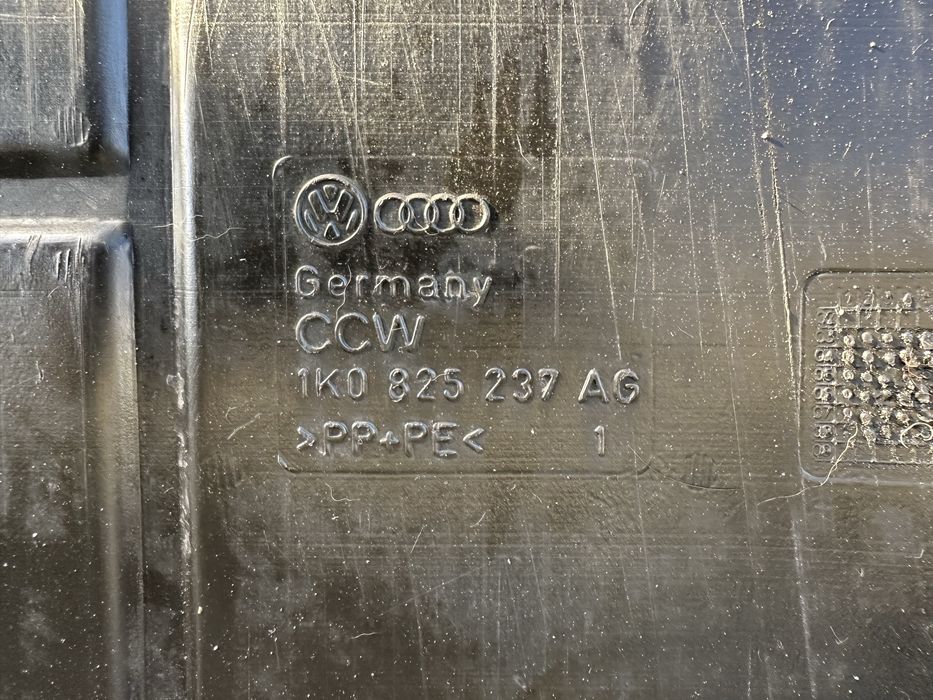 Germany
CCW
1K0 825 237 AG
>PP+PE< 1